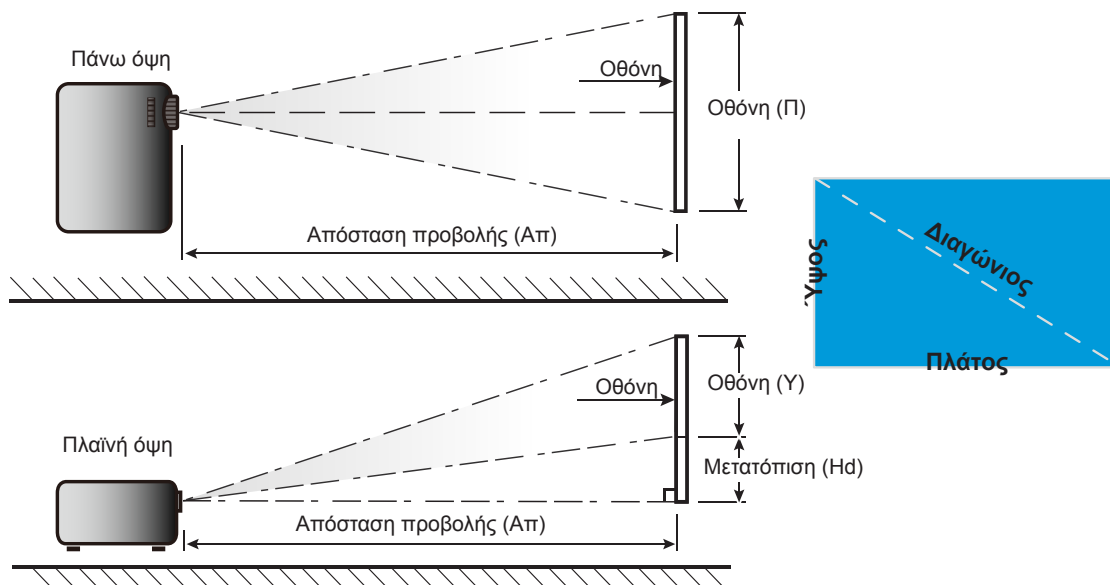 Πάνω όψη
Οθόνη
Οθόνη (Π)
Απόσταση προβολής (Απ)
Ύψος
Διαγώνιος
Πλάτος
Πλαϊνή όψη
Οθόνη
Οθόνη (Υ)
Μετατόπιση (Hd)
Απόσταση προβολής (Απ)